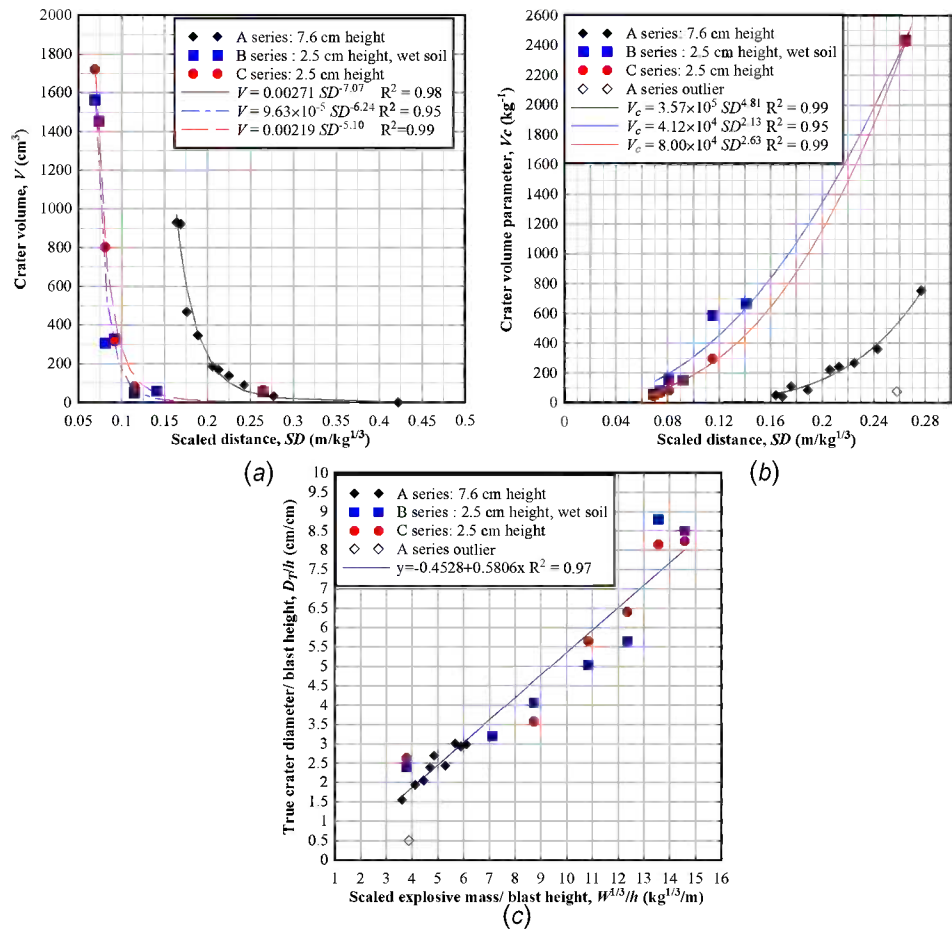 A series: 7.6 cm height
B series : 2.5 cm height, wet soil
C series: 2.5 cm height
V= 0.00271 SD-7.07 R2 = 0.98
V= 9.63×10-5 SD-6.24 R2 = 0.95
V= 0.00219 SD-5.10 R2=0.99
Crater volume, V (cm3)
2000
1800
1600
1400
1200
1000
800
600
400
200
0
0.05
0.1
0.15
0.2
0.25
0.3
0.35
0.4
0.45
0.5
Scaled distance, SD (m/kg1/3)
(a)
A series: 7.6 cm height
B series : 2.5 cm height, wet soil
C series: 2.5 cm height
A series outlier
Vc = 3.57×105 SD4.81 R2 = 0.99
Vc = 4.12×104 SD2.13 R2 = 0.95
Vc = 8.00×104 SD2.63 R2 = 0.99
Crater volume parameter, Vc (kg-1)
2600
2400
2200
2000
1800
1600
1400
1200
1000
800
600
400
200
0
0
0.04
0.08
0.12
0.16
0.2
0.24
0.28
Scaled distance, SD (m/kg1/3)
(b)
A series: 7.6 cm height
B series : 2.5 cm height, wet soil
C series: 2.5 cm height
A series outlier
y=-0.4528+0.5806x R2 = 0.97
True crater diameter/ blast height, DT/h (cm/cm)
10
9.5
9
8.5
8
7.5
7
6.5
6
5.5
5
4.5
4
3.5
3
2.5
2
1.5
1
0.5
0
1
2
3
4
5
6
7
8
9
10
11
12
13
14
15
16
Scaled explosive mass/ blast height, W1/3/h (kg1/3/m)
(c)